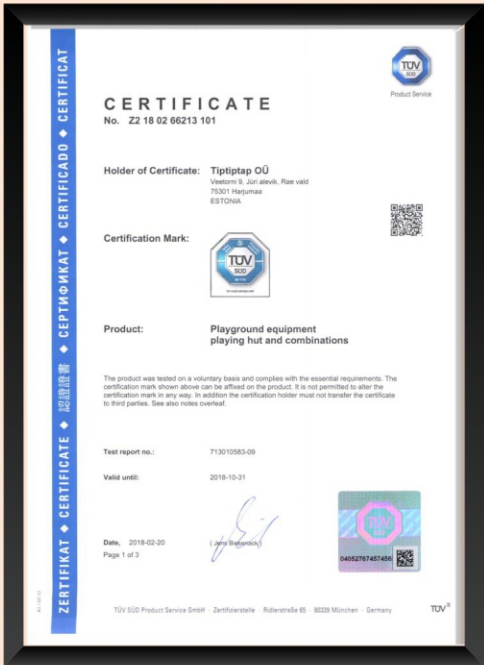 ZERTIFIKAT ◆ CERTIFICATE ◆ 認證證書 ◆ СЕРТИФИКАТ ◆ CERTIFICADO ◆ CERTIFICAT
TÜV
SÜD
Product Service
CERTIFICATE
No. Z2 18 02 66213 101
Holder of Certificate: Tiptiptap OÜ
Veetorni 9, Jüri alevik, Rae vald
75301 Harjumaa
ESTONIA
Certification Mark:
TÜV
SÜD
Product: Playground equipment
playing hut and combinations
The product was tested on a voluntary basis and complies with the essential requirements. The
certification mark shown above can be affixed on the product. It is not permitted to alter the
certification mark in any way. In addition the certification holder must not transfer the certificate
to third parties. See also notes overleaf.
Test report no.: 713010583-09
Valid until: 2018-10-31
Date, 2018-02-20
Page 1 of 3
TÜV
SÜD
04052767457456
TÜV SÜD Product Service GmbH · Zertifizierstelle · Ridlerstraße 65 · 80339 München · Germany
TÜV®